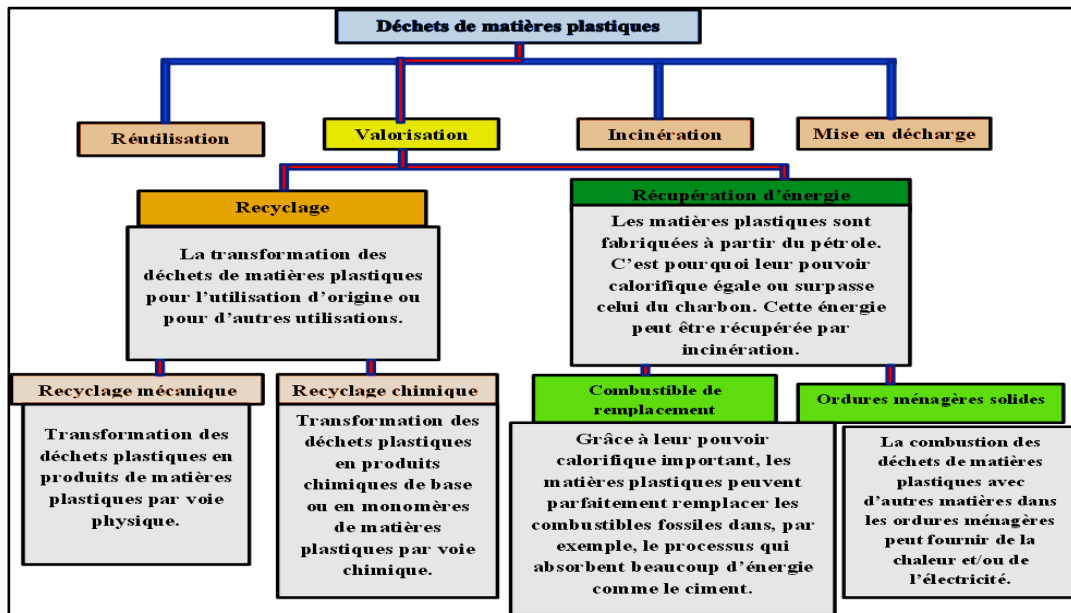 Déchets de matières plastiques
Réutilisation
Valorisation
Incinération
Mise en décharge
Recyclage
La transformation des
déchets de matières plastiques
pour l'utilisation d'origine ou
pour d'autres utilisations.
Récupération d'énergie
Les matières plastiques sont
fabriquées à partir du pétrole.
C'est pourquoi leur pouvoir
calorifique égale ou surpasse
celui du charbon. Cette énergie
peut être récupérée par
incinération.
Recyclage mécanique
Transformation des
déchets plastiques en
produits de matières
plastiques par voie
physique.
Recyclage chimique
Transformation des
déchets plastiques
en produits
chimiques de base
ou en monomères
de matières
plastiques par voie
chimique.
Combustible de
remplacement
Grâce à leur pouvoir
calorifique important, les
matières plastiques peuvent
parfaitement remplacer les
combustibles fossiles dans, par
exemple, le processus qui
absorbent beaucoup d'énergie
comme le ciment.
Ordures ménagères solides
La combustion des
déchets de matières
plastiques avec
d'autres matières dans
les ordures ménagères
peut fournir de la
chaleur et/ou de
l'électricité.